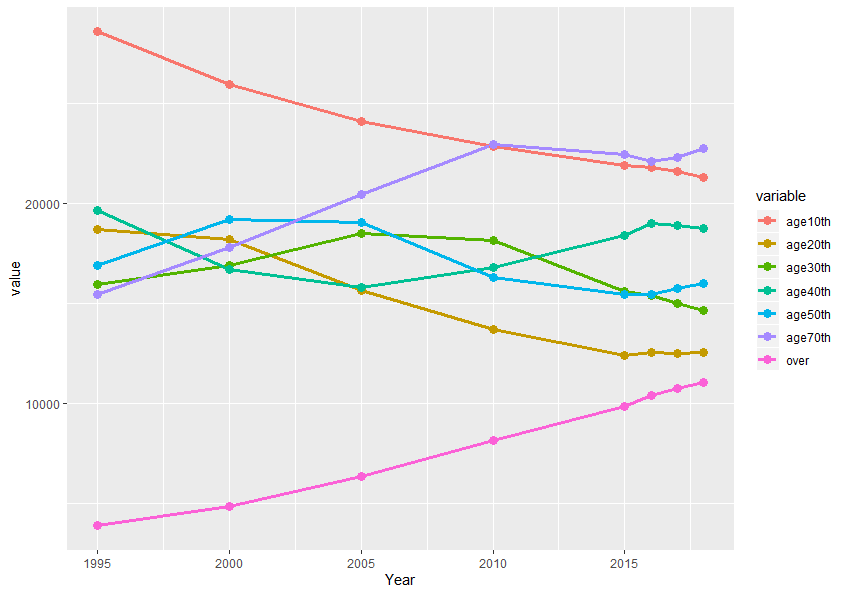 value
20000
10000
1995
2000
2005
2010
2015
Year
variable
age10th
age20th
age30th
age40th
age50th
age70th
over